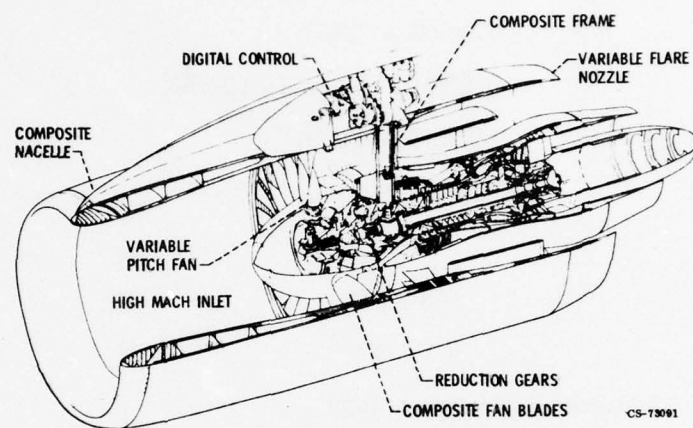 COMPOSITE FRAME
DIGITAL CONTROL
VARIABLE FLARE
NOZZLE
COMPOSITE
NACELLE
VARIABLE
PITCH FAN
HIGH MACH INLET
REDUCTION GEARS
COMPOSITE FAN BLADES
CS-73091